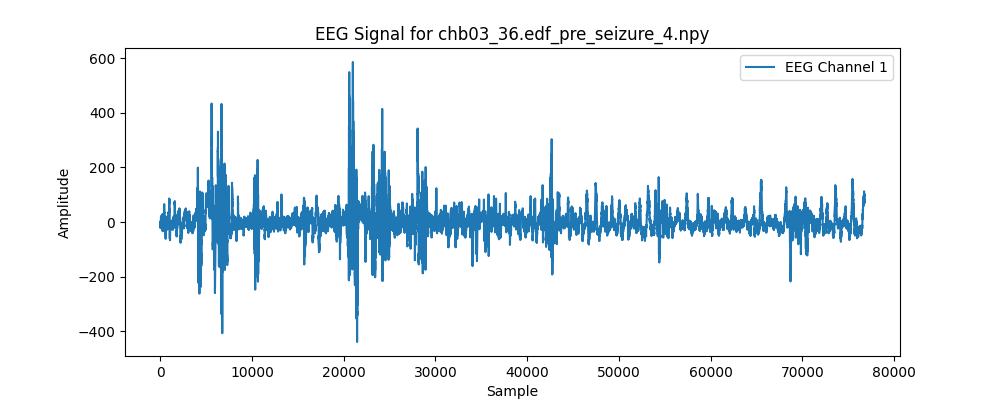 EEG Signal for chb03_36.edf_pre_seizure_4.npy
EEG Channel 1
600
400
200
0
−200
−400
Amplitude
0 10000 20000 30000 40000 50000 60000 70000 80000
Sample